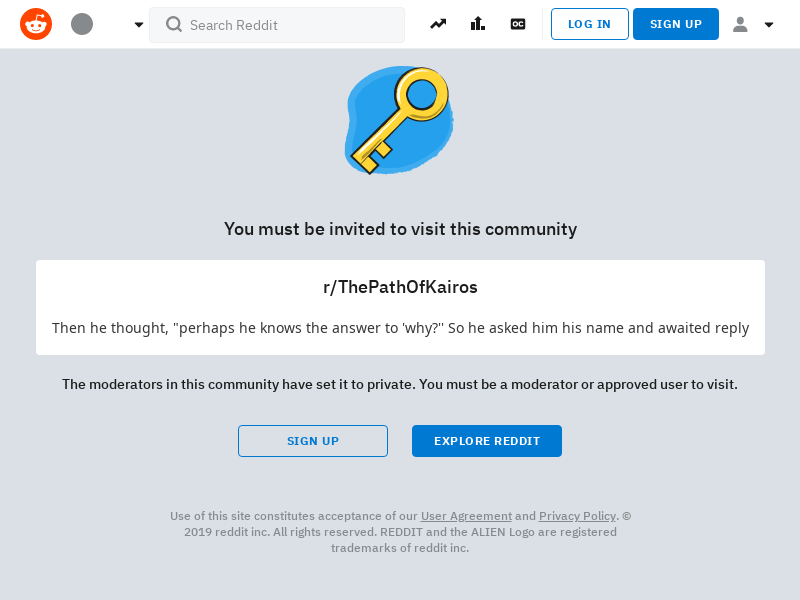 Search Reddit
OC
LOG IN
SIGN UP
You must be invited to visit this community
r/ThePathOfKairos
Then he thought, "perhaps he knows the answer to 'why?'' So he asked him his name and awaited reply
The moderators in this community have set it to private. You must be a moderator or approved user to visit.
SIGN UP
EXPLORE REDDIT
Use of this site constitutes acceptance of our User Agreement and Privacy Policy. ©
2019 reddit inc. All rights reserved. REDDIT and the ALIEN Logo are registered
trademarks of reddit inc.